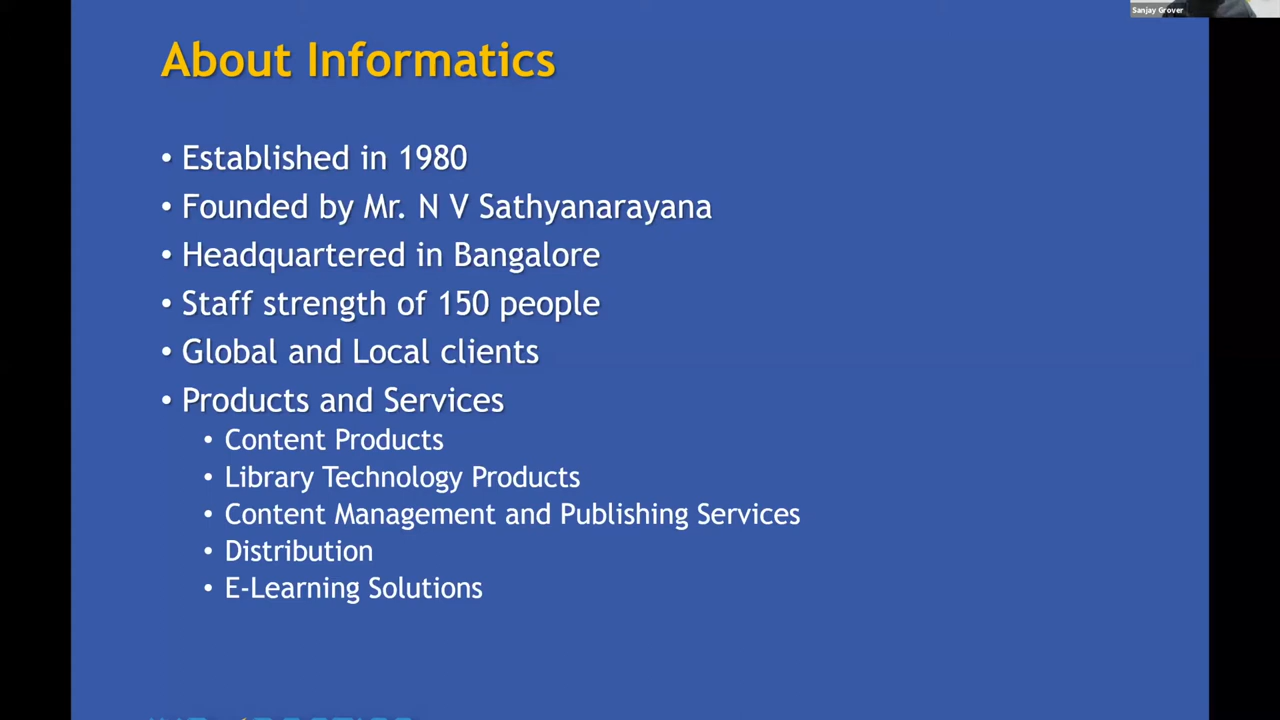 Sanjay Grover
About Informatics
• Established in 1980
• Founded by Mr. N V Sathyanarayana
• Headquartered in Bangalore
• Staff strength of 150 people
• Global and Local clients
• Products and Services
• Content Products
• Library Technology Products
• Content Management and Publishing Services
• Distribution
• E-Learning Solutions